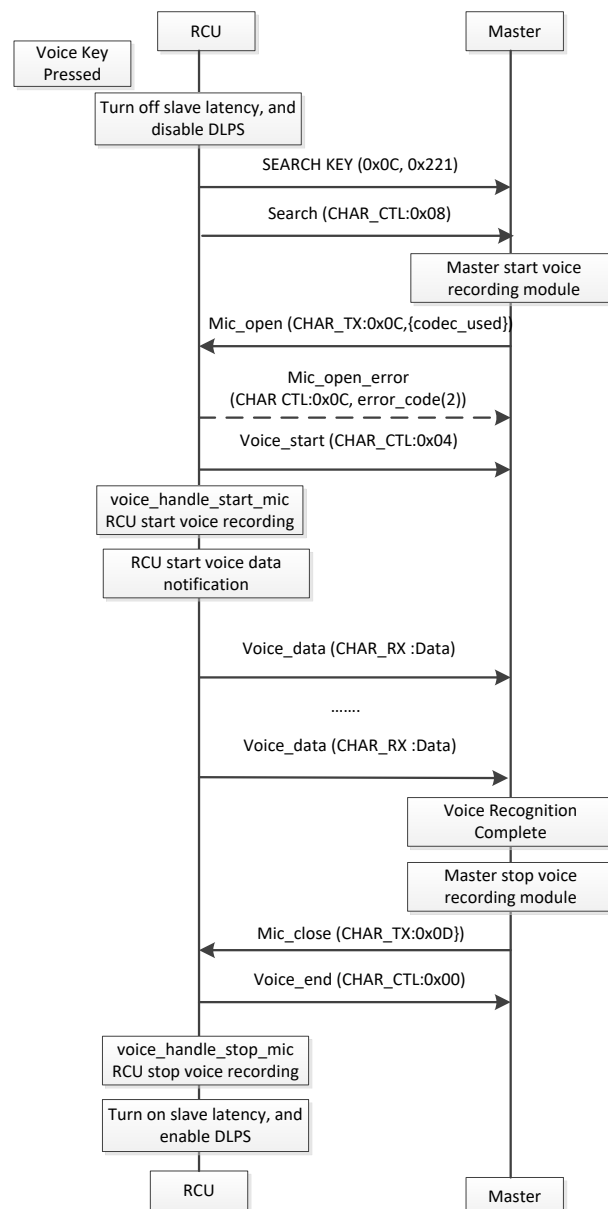 RCU
Master
Voice Key
Pressed
Turn off slave latency, and
disable DLPS
SEARCH KEY (0x0C, 0x221)
Search (CHAR_CTL:0x08)
Master start voice
recording module
Mic_open (CHAR_TX:0x0C,{codec_used})
Mic_open_error
(CHAR CTL:0x0C, error_code(2))
Voice_start (CHAR_CTL:0x04)
voice_handle_start_mic
RCU start voice recording
RCU start voice data
notification
Voice_data (CHAR_RX :Data)
…….
Voice_data (CHAR_RX :Data)
Voice Recognition
Complete
Master stop voice
recording module
Mic_close (CHAR_TX:0x0D})
Voice_end (CHAR_CTL:0x00)
voice_handle_stop_mic
RCU stop voice recording
Turn on slave latency, and
enable DLPS
RCU
Master